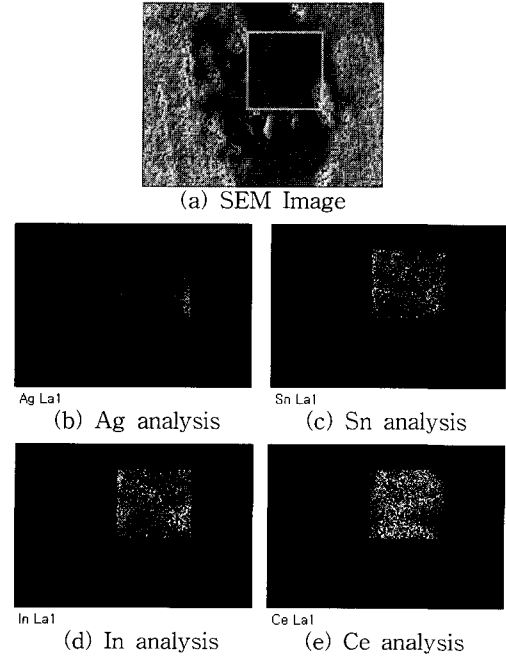 (a) SEM Image
Ag La1
(b) Ag analysis
Sn La1
(c) Sn analysis
In La1
(d) In analysis
Ce La1
(e) Ce analysis